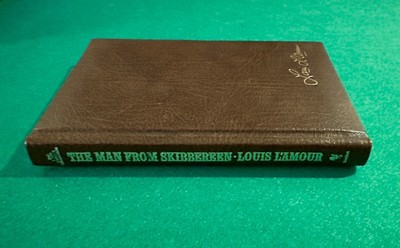 THE MAN FROM SKIBBEREEN • LOUIS L'AMOUR